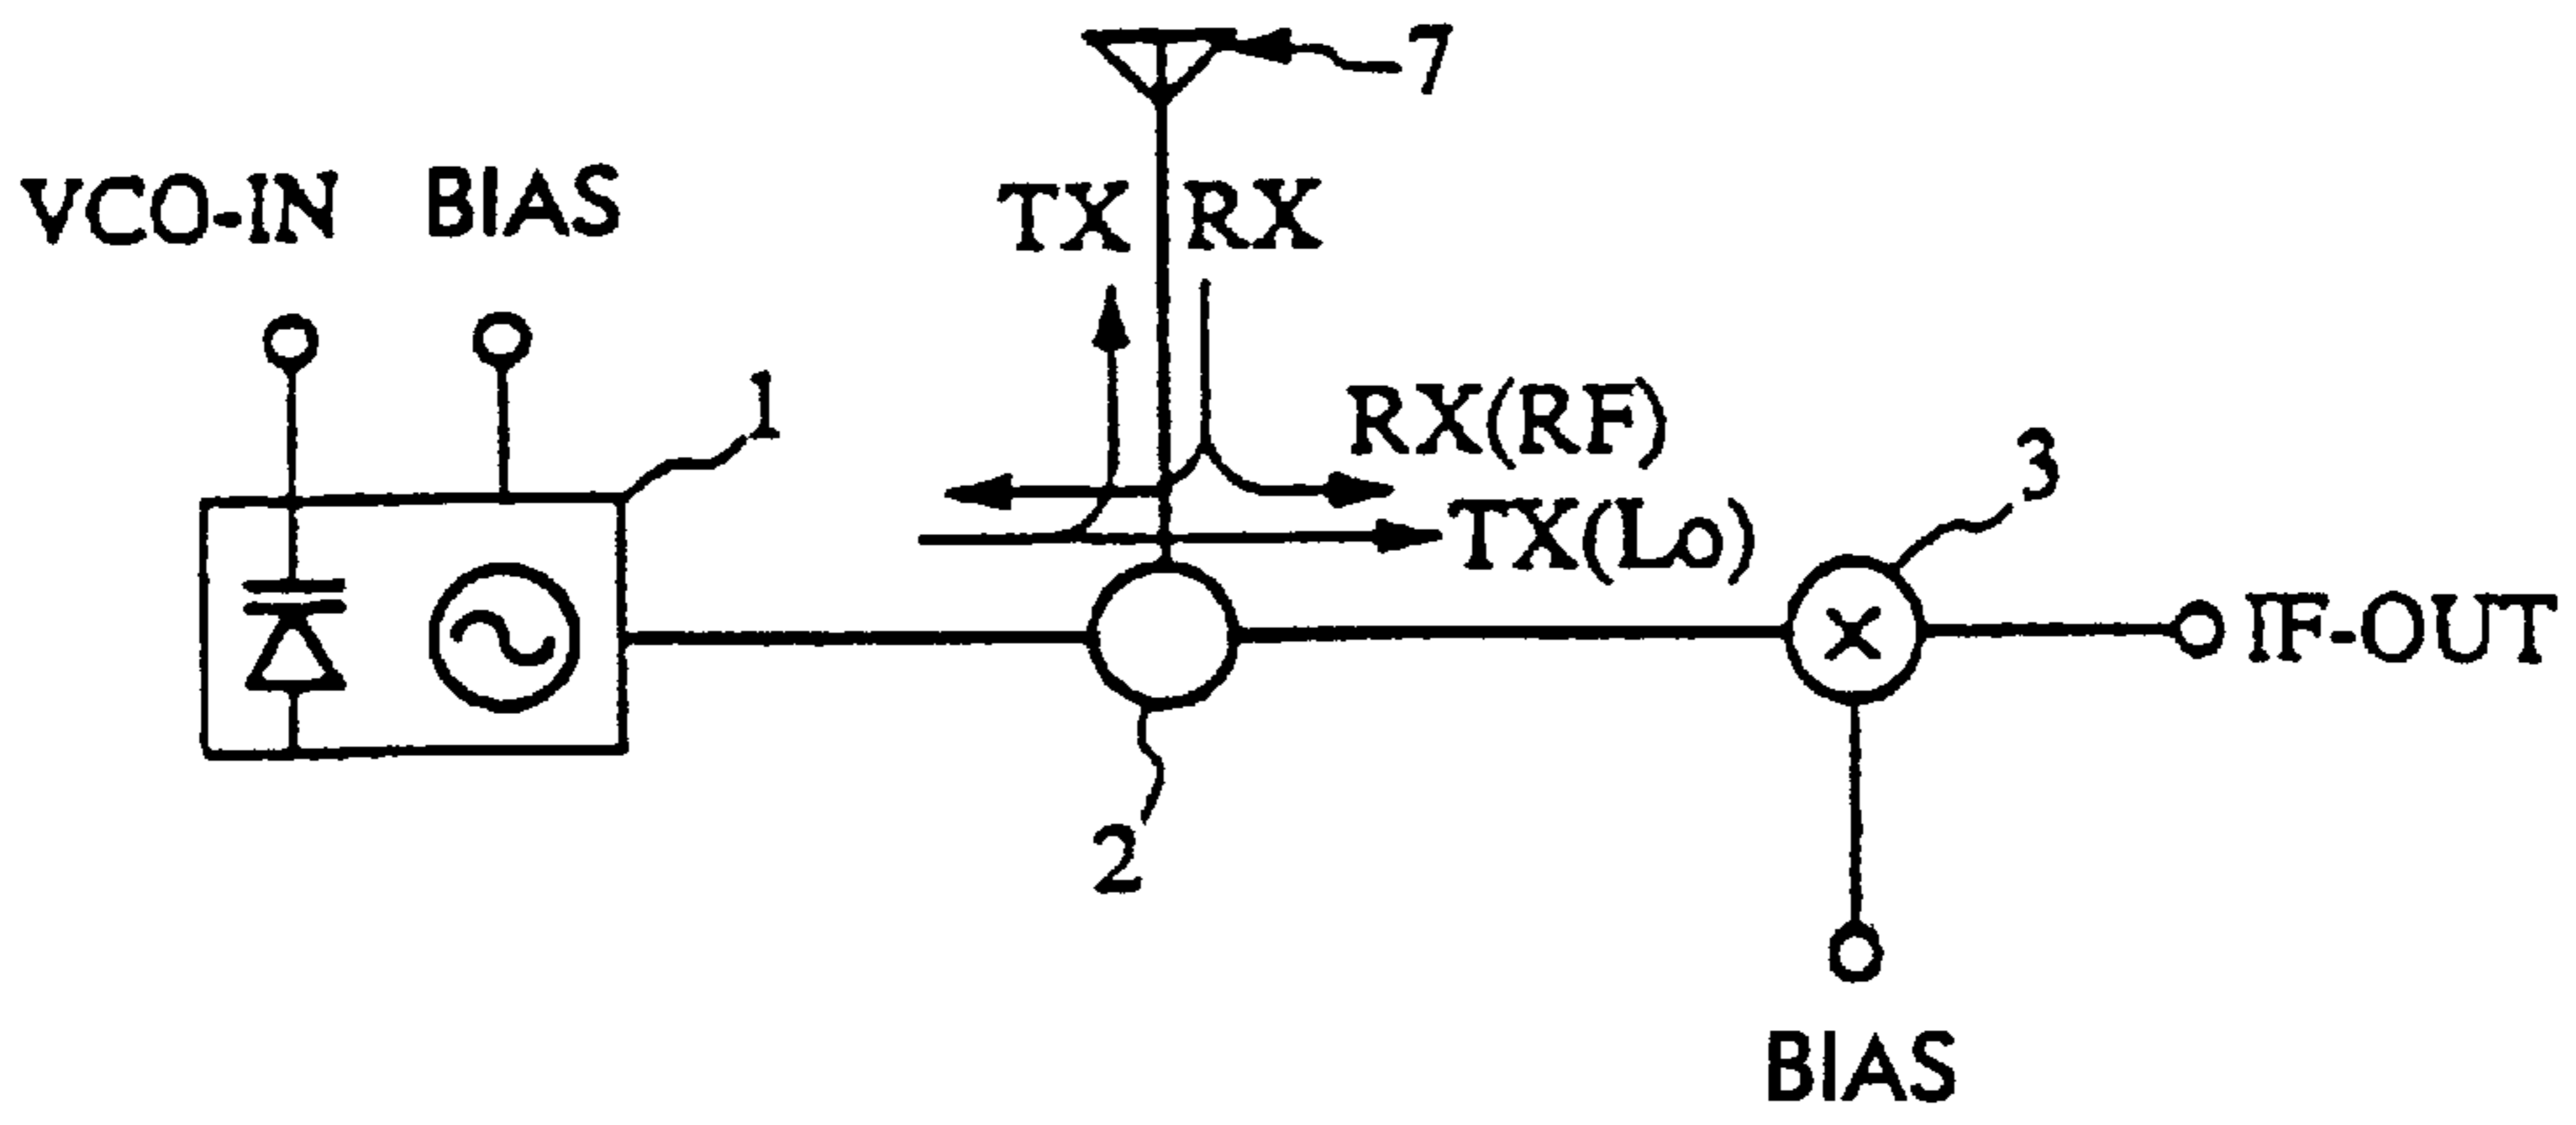 7
VCO-IN BIAS TX RX
1
RX(RF)
TX(Lo)
3
IF-OUT
2
BIAS